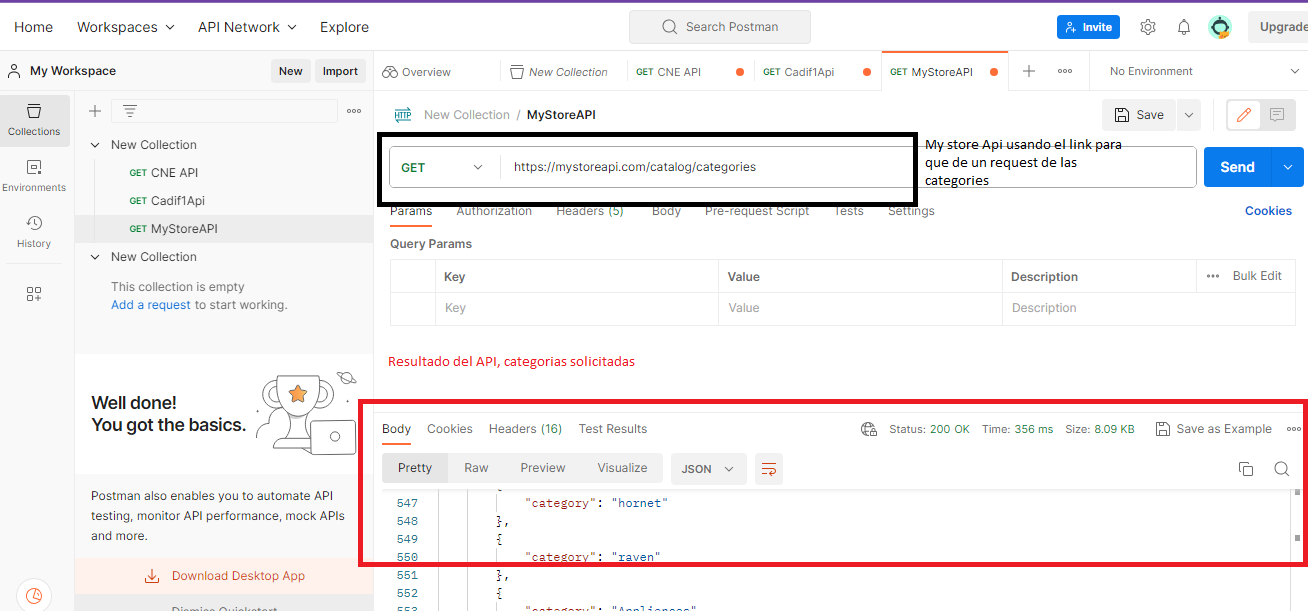 Home Workspaces API Network Explore Search Postman Invite Upgrade
My Workspace New Import Overview New Collection GET CNE API GET Cadif1Api GET MyStoreAPI No Environment
Collections
Environments
History
New Collection
GET CNE API
GET Cadif1Api
GET MyStoreAPI
New Collection
This collection is empty
Add a request to start working.
Well done!
You got the basics.
Postman also enables you to automate API
testing, monitor API performance, mock APIs
and more.
Download Desktop App
Dismiss Quickstart
HTTP New Collection / MyStoreAPI Save
GET https://mystoreapi.com/catalog/categories
My store Api usando el link para
que de un request de las
categories
Send
Params Authorization Headers (5) Body Pre-request Script Tests Settings Cookies
Query Params
Key Value Description Bulk Edit
Key Value Description
Resultado del API, categorias solicitadas
Body Cookies Headers (16) Test Results Status: 200 OK Time: 356 ms Size: 8.09 KB Save as Example
Pretty Raw Preview Visualize JSON
{
547 "category": "hornet"
548 },
549 {
550 "category": "raven"
551 },
552 {
553 "category": "Appliences"